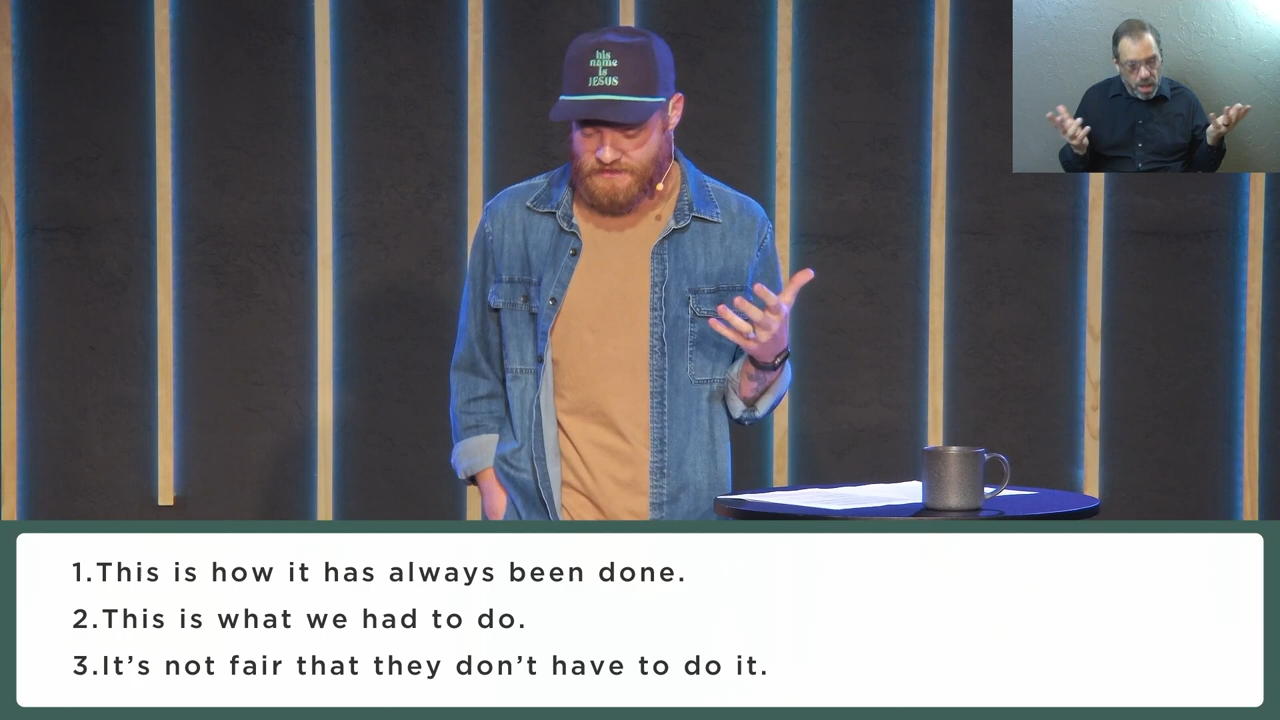 his
name
is
JESUS
1.This is how it has always been done.
2.This is what we had to do.
3.It’s not fair that they don’t have to do it.